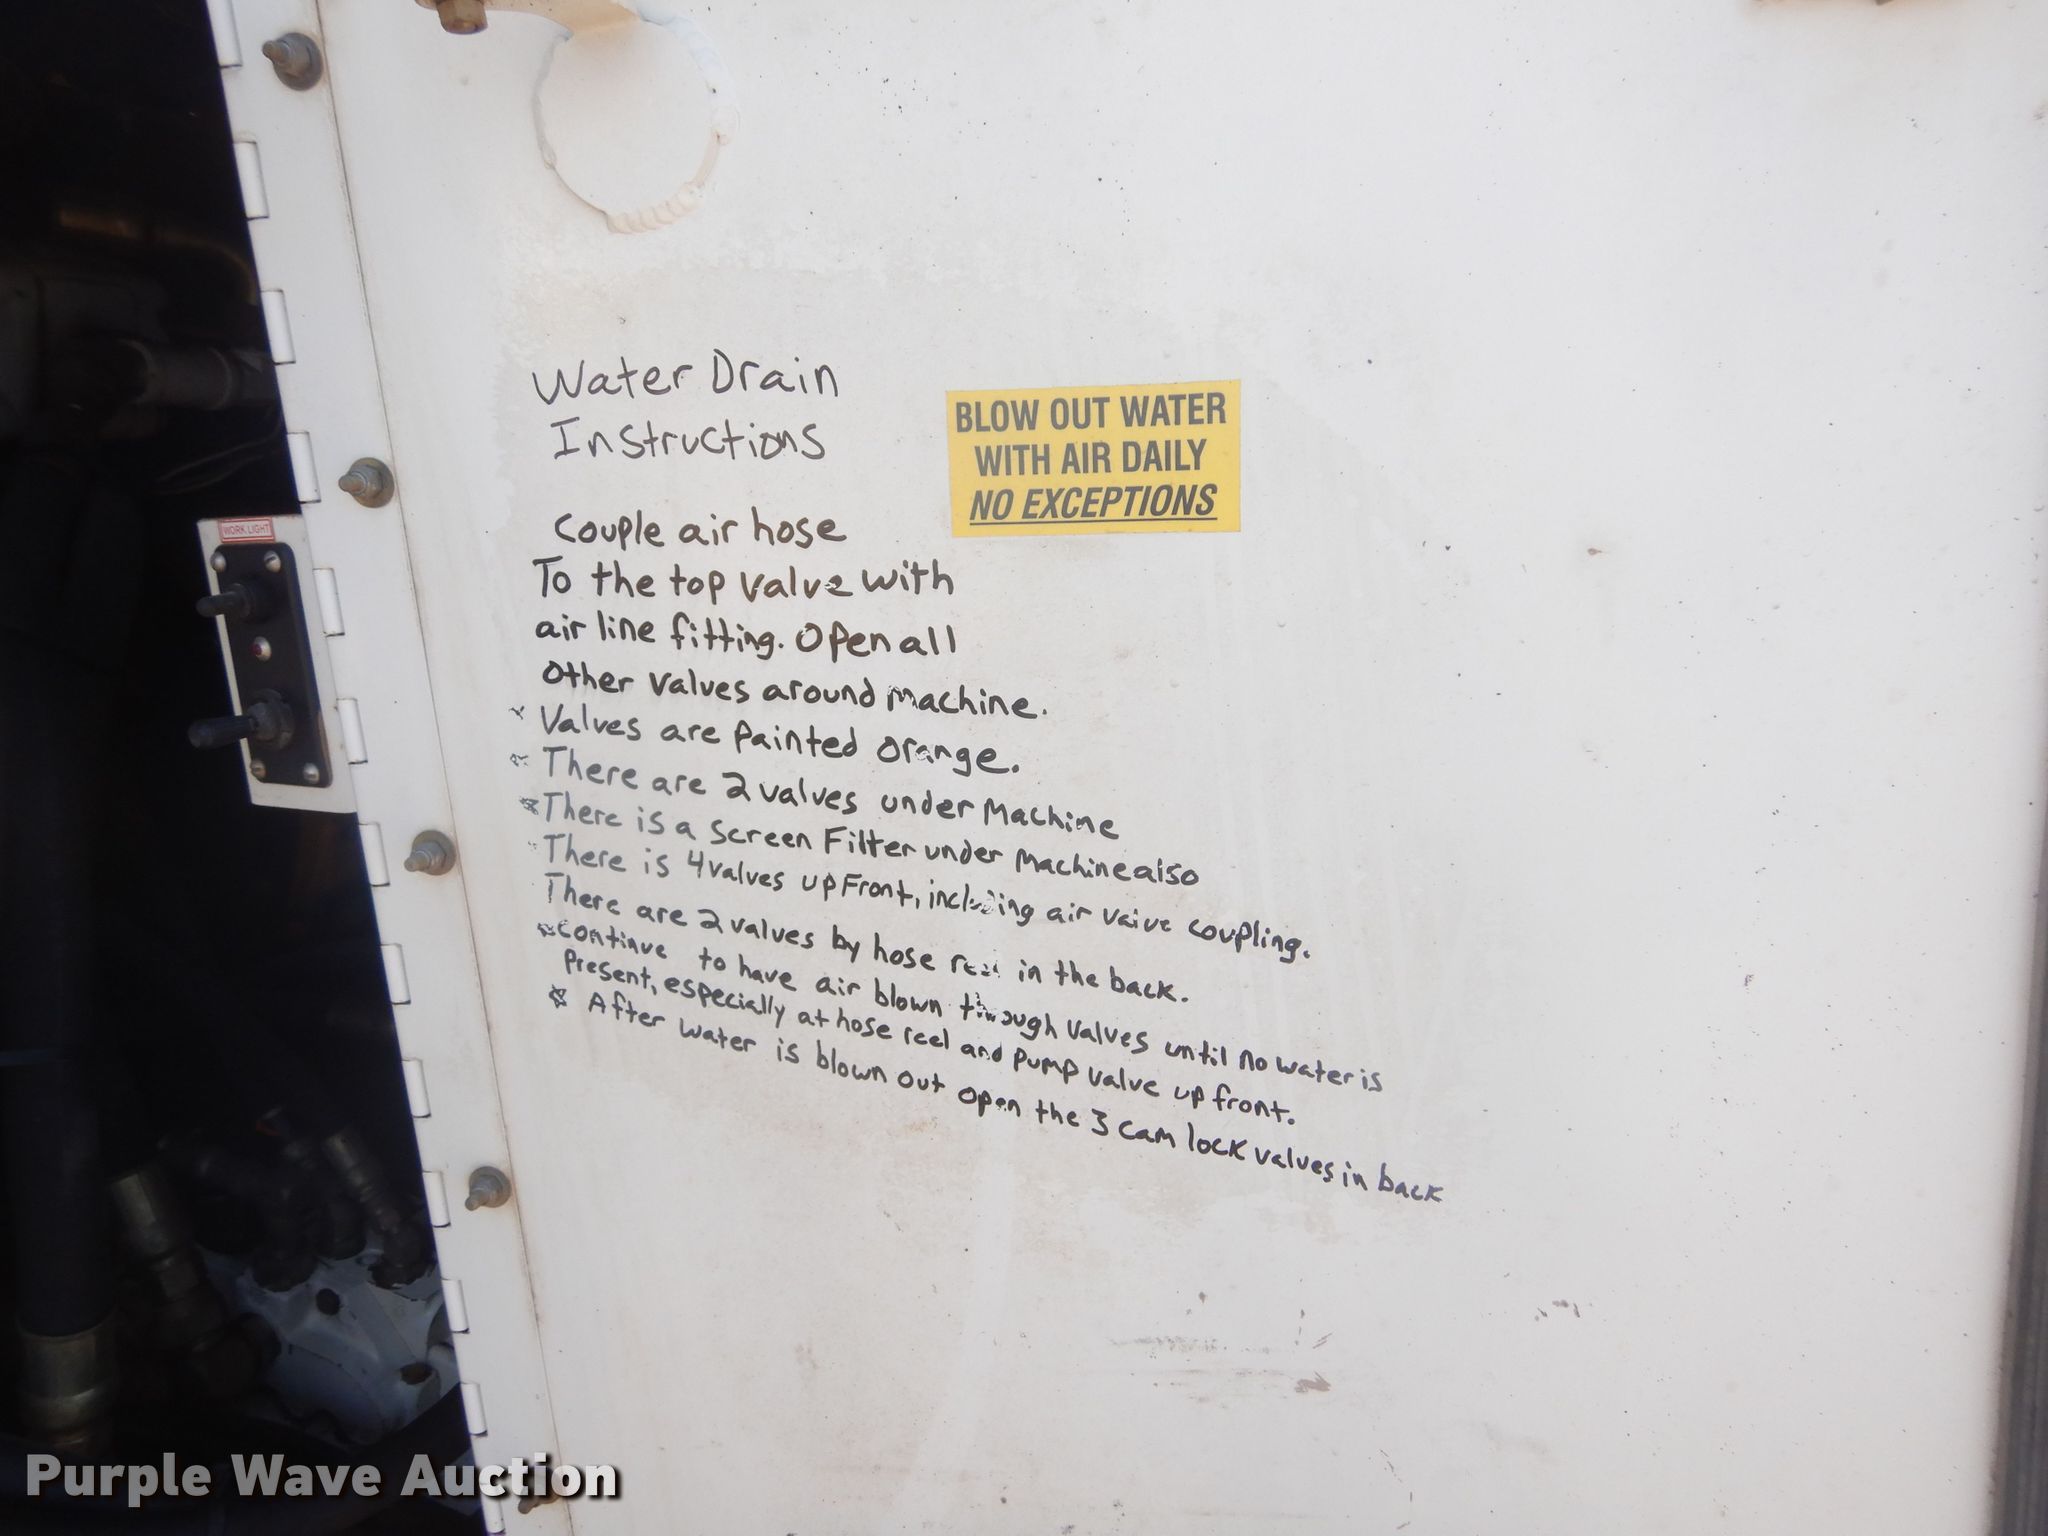 Water Drain
Instructions
BLOW OUT WATER
WITH AIR DAILY
NO EXCEPTIONS
Couple air hose
To the top valve with
air line fitting. Open all
other valves around machine.
* Valves are painted orange.
* There are 2 valves under machine
* There is a screen Filter under machine also
There is 4 valves up Front, including air valve coupling.
There are 2 valves by hose reel in the back.
* continue to have air blown through valves until no water is
present, especially at hose reel and pump valve up front.
* After water is blown out open the 3 cam lock valves in back
WORK LIGHT
Purple Wave Auction